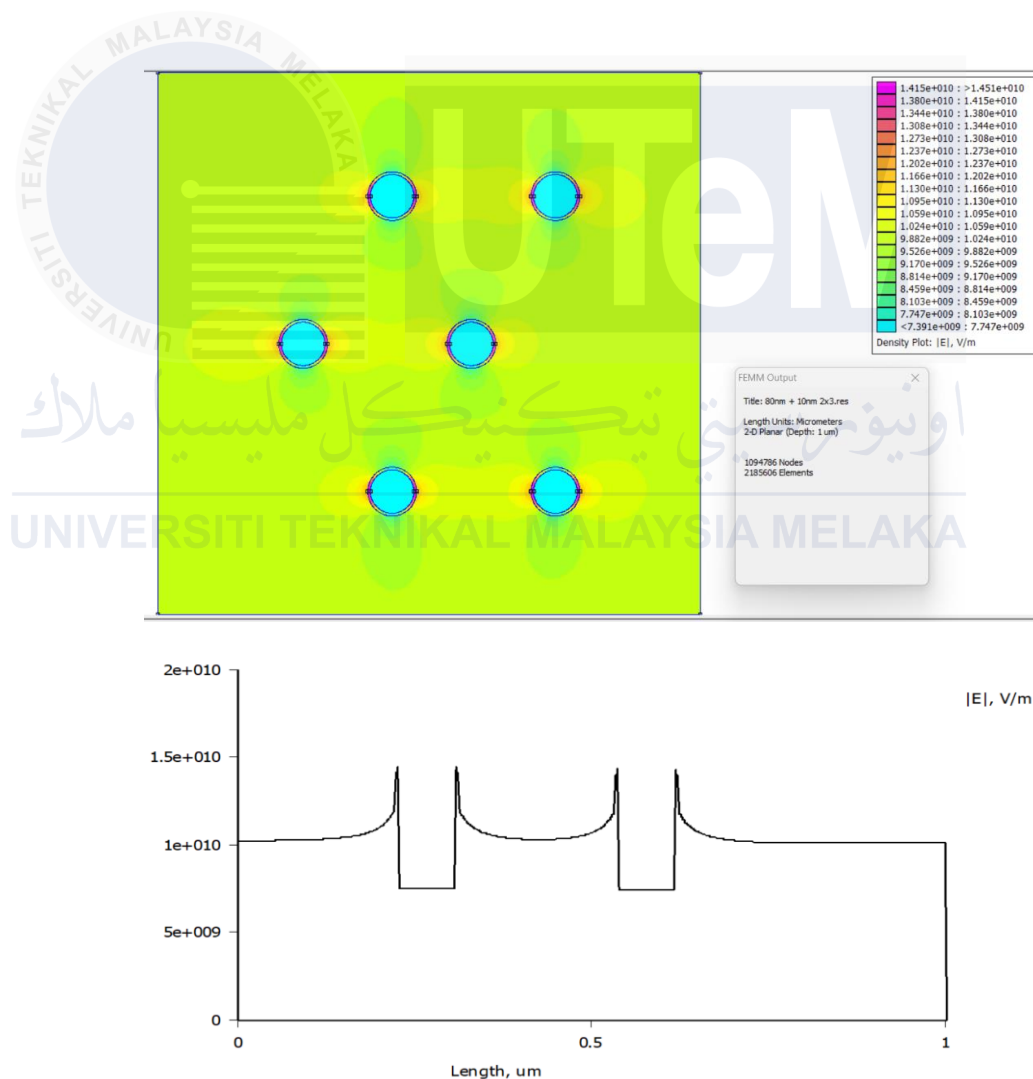 UNIVERSITI TEKNIKAL MALAYSIA MELAKA
UTeM
1.415e+010 : >1.451e+010
1.380e+010 : 1.415e+010
1.344e+010 : 1.380e+010
1.308e+010 : 1.344e+010
1.273e+010 : 1.308e+010
1.237e+010 : 1.273e+010
1.202e+010 : 1.237e+010
1.166e+010 : 1.202e+010
1.130e+010 : 1.166e+010
1.095e+010 : 1.130e+010
1.059e+010 : 1.095e+010
1.024e+010 : 1.059e+010
9.882e+009 : 1.024e+010
9.526e+009 : 9.882e+009
9.170e+009 : 9.526e+009
8.814e+009 : 9.170e+009
8.459e+009 : 8.814e+009
8.103e+009 : 8.459e+009
7.747e+009 : 8.103e+009
<7.391e+009 : 7.747e+009
Density Plot: |E|, V/m
FEMM Output
Title: 80nm + 10nm 2x3.res
Length Units: Micrometers
2-D Planar (Depth: 1 um)
1094786 Nodes
2185606 Elements
اونيۏرسيتي تيكنيكل مليسيا ملاك
UNIVERSITI TEKNIKAL MALAYSIA MELAKA
2e+010
|E|, V/m
1.5e+010
1e+010
5e+009
0
0
0.5
1
Length, um